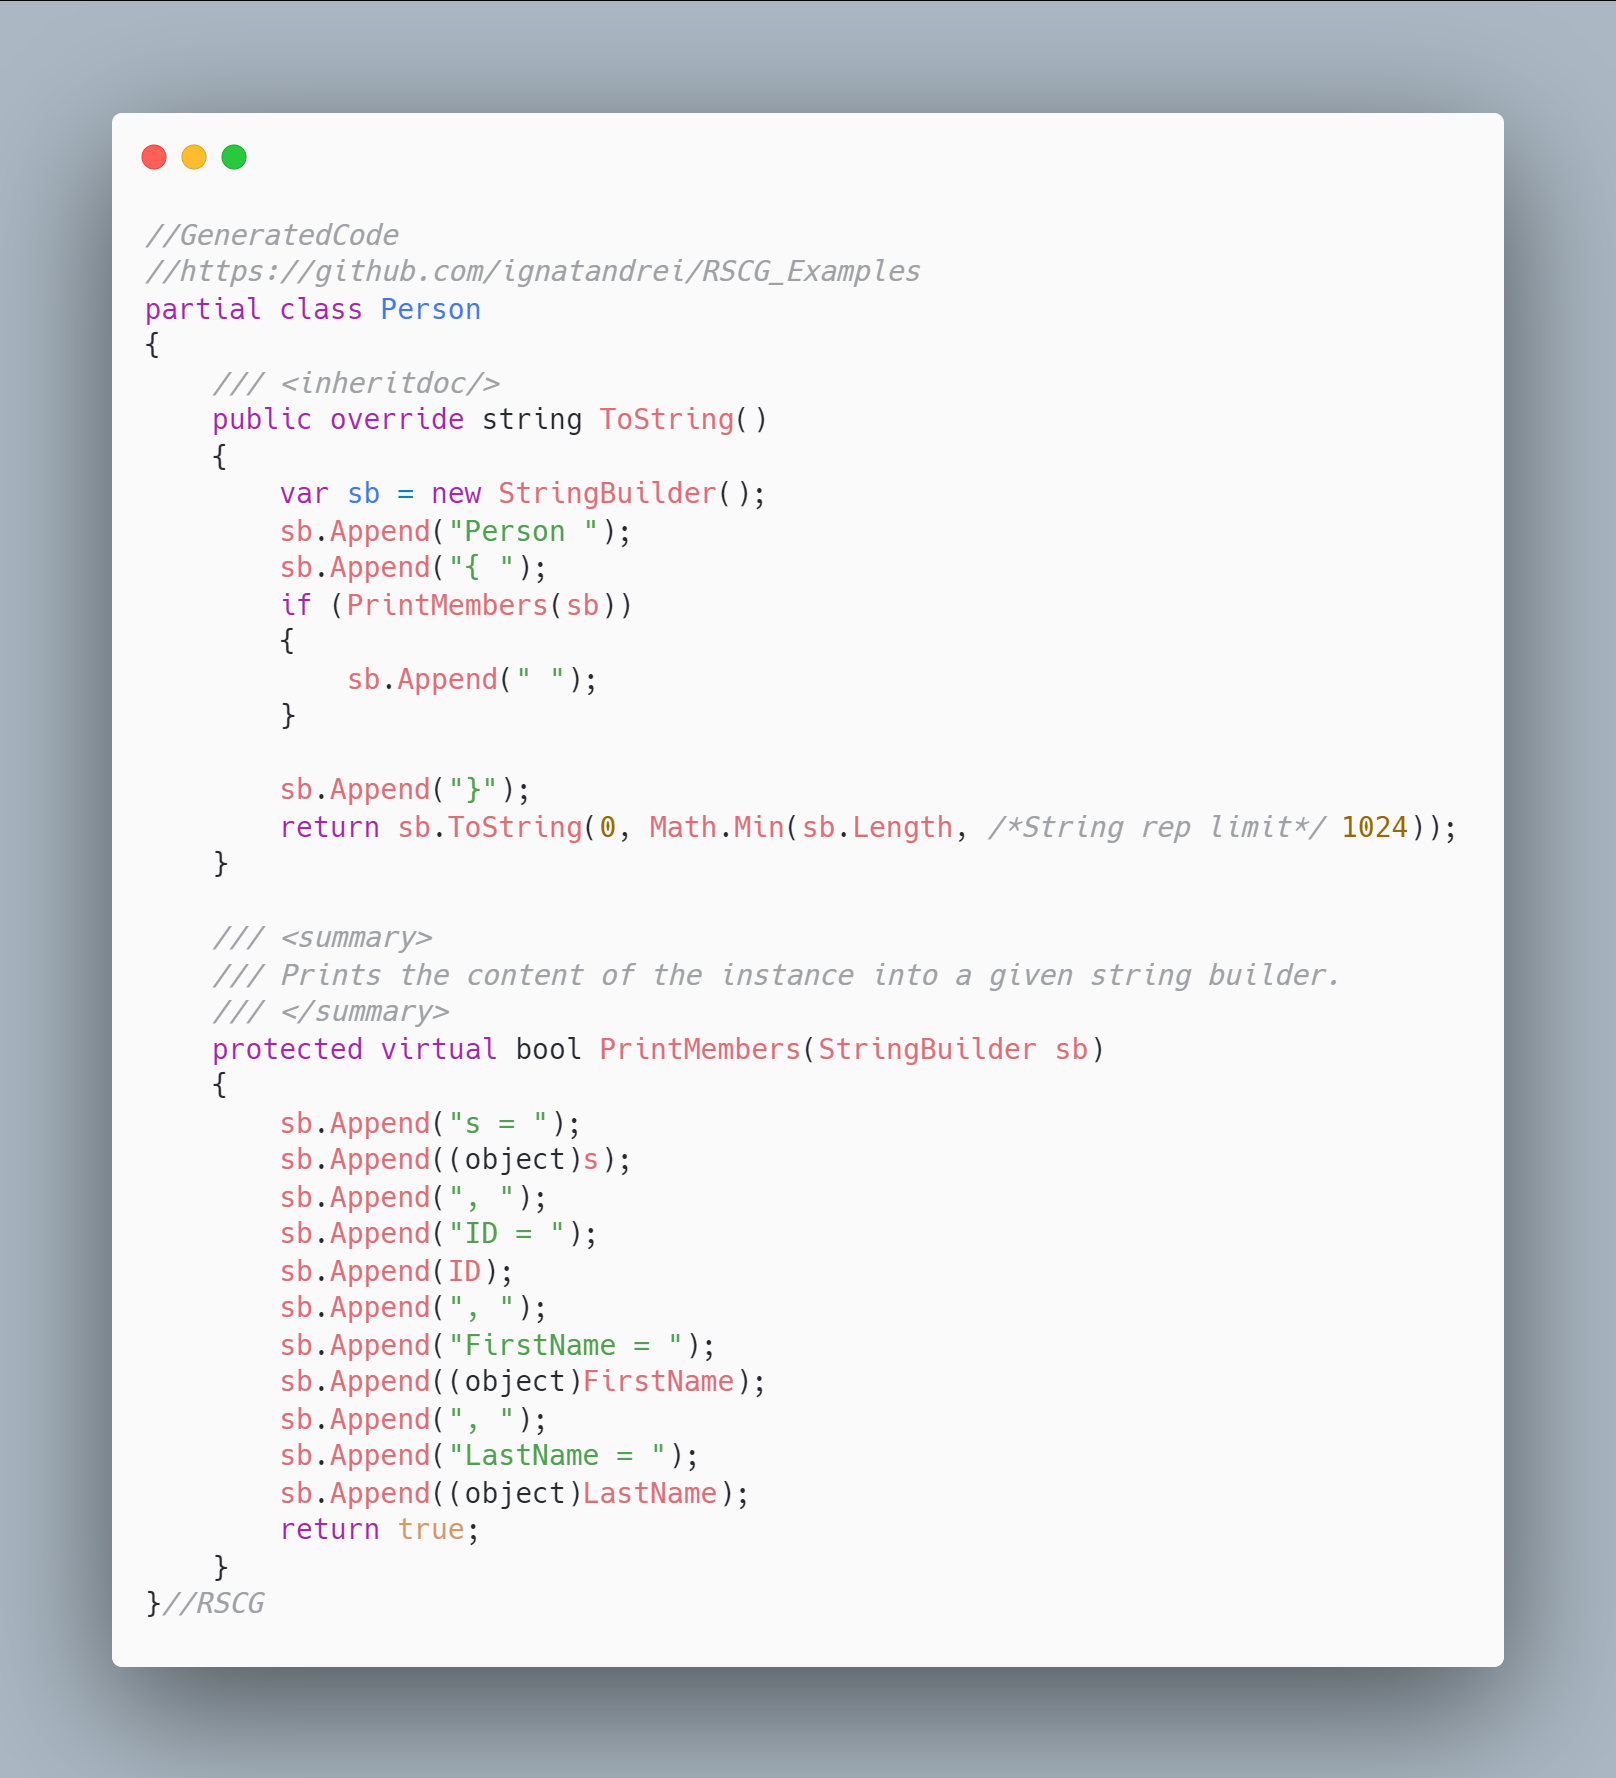 //GeneratedCode
//https://github.com/ignatandrei/RSCG_Examples
partial class Person
{
    /// <inheritdoc/>
    public override string ToString()
    {
        var sb = new StringBuilder();
        sb.Append("Person ");
        sb.Append("{ ");
        if (PrintMembers(sb))
        {
            sb.Append(" ");
        }

        sb.Append("}");
        return sb.ToString(0, Math.Min(sb.Length, /*String rep limit*/ 1024));
    }

    /// <summary>
    /// Prints the content of the instance into a given string builder.
    /// </summary>
    protected virtual bool PrintMembers(StringBuilder sb)
    {
        sb.Append("s = ");
        sb.Append((object)s);
        sb.Append(", ");
        sb.Append("ID = ");
        sb.Append(ID);
        sb.Append(", ");
        sb.Append("FirstName = ");
        sb.Append((object)FirstName);
        sb.Append(", ");
        sb.Append("LastName = ");
        sb.Append((object)LastName);
        return true;
    }
}//RSCG